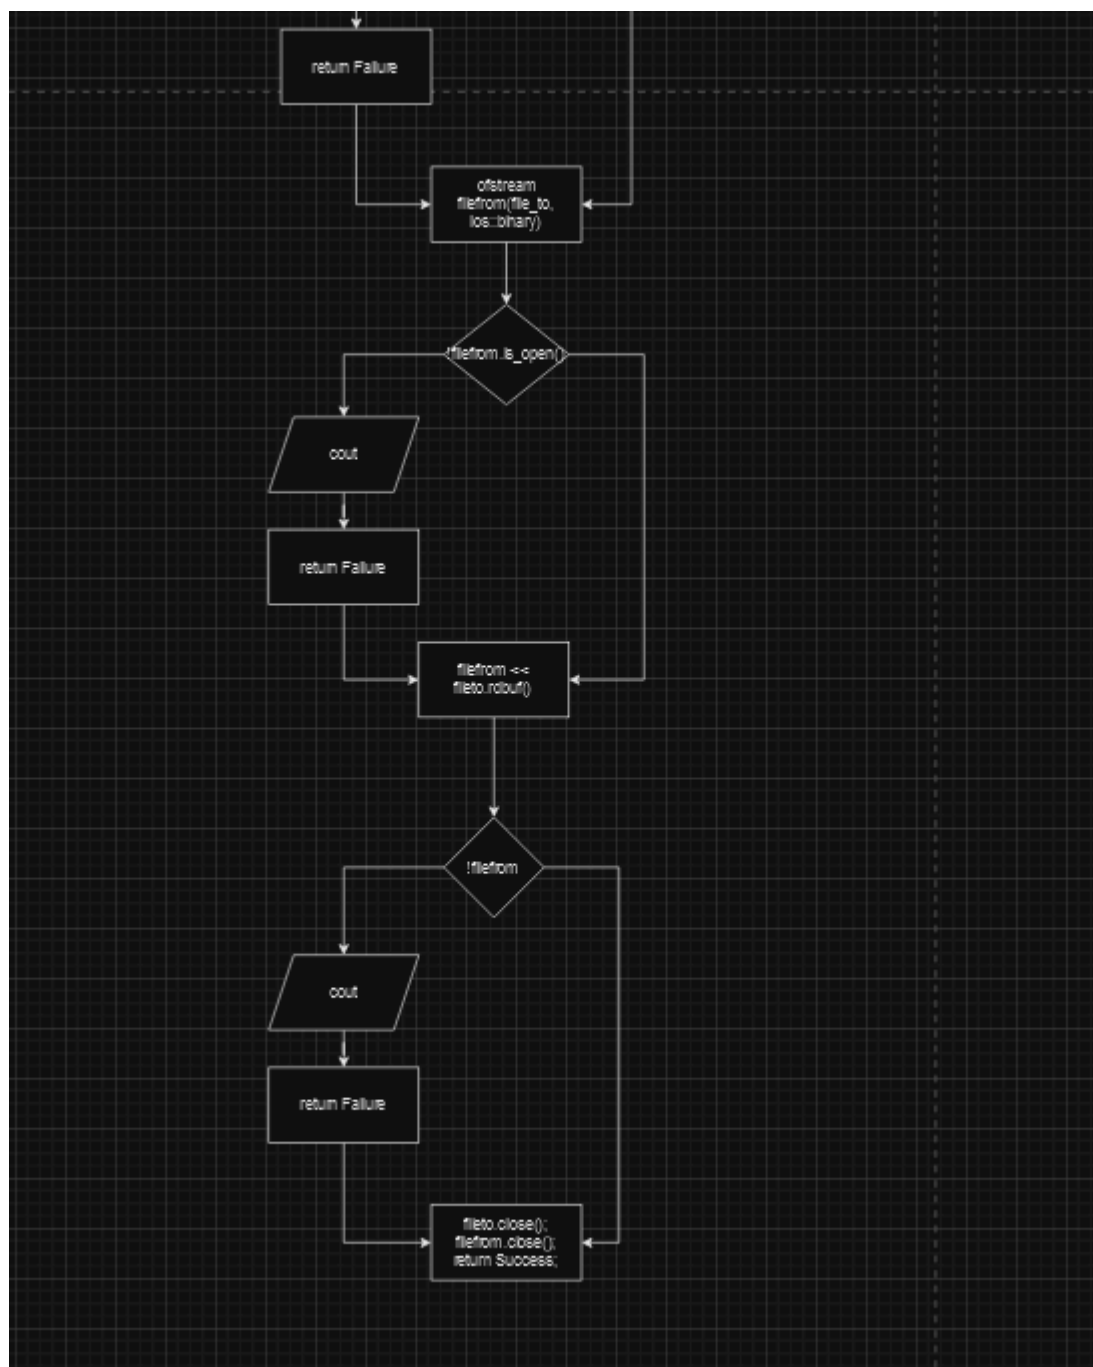 return Failure
ofstream
filefrom(file_to,
ios::binary)
!filefrom.is_open()
cout
return Failure
filefrom <<
fileto.rdbuf()
!filefrom
cout
return Failure
fileto.close();
filefrom.close();
return Success;